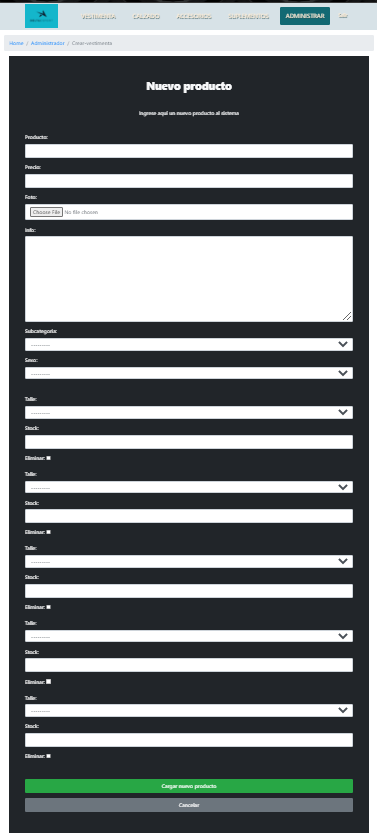 VESTIMENTA CALZADO ACCESORIOS SUPLEMENTOS ADMINISTRAR Salir
Home / Administrador / Crear-vestimenta
Nuevo producto
Ingrese aquí un nuevo producto al sistema
Producto:
Precio:
Foto:
Choose File No file chosen
Info:
Subcategoria:
---------
Sexo:
---------
Talle:
---------
Stock:
Eliminar:
Talle:
---------
Stock:
Eliminar:
Talle:
---------
Stock:
Eliminar:
Talle:
---------
Stock:
Eliminar:
Talle:
---------
Stock:
Eliminar:
Cargar nuevo producto
Cancelar